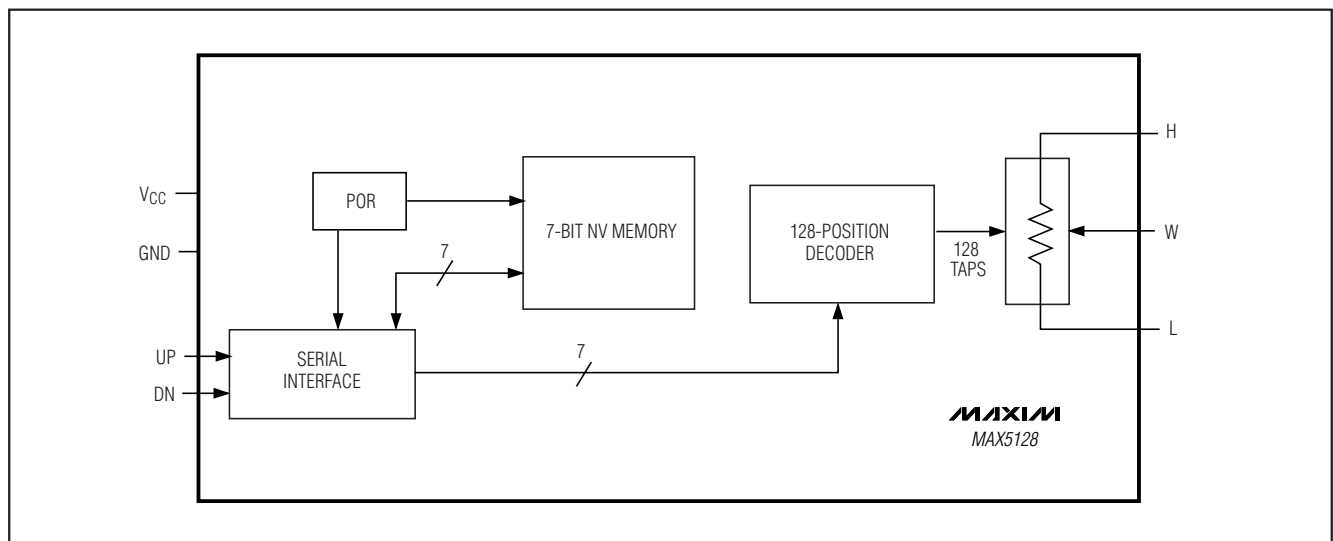 H
POR
VCC
7-BIT NV MEMORY
128-POSITION
DECODER
W
128
TAPS
GND
7
L
UP
SERIAL
INTERFACE
7
DN
MAXIM
MAX5128